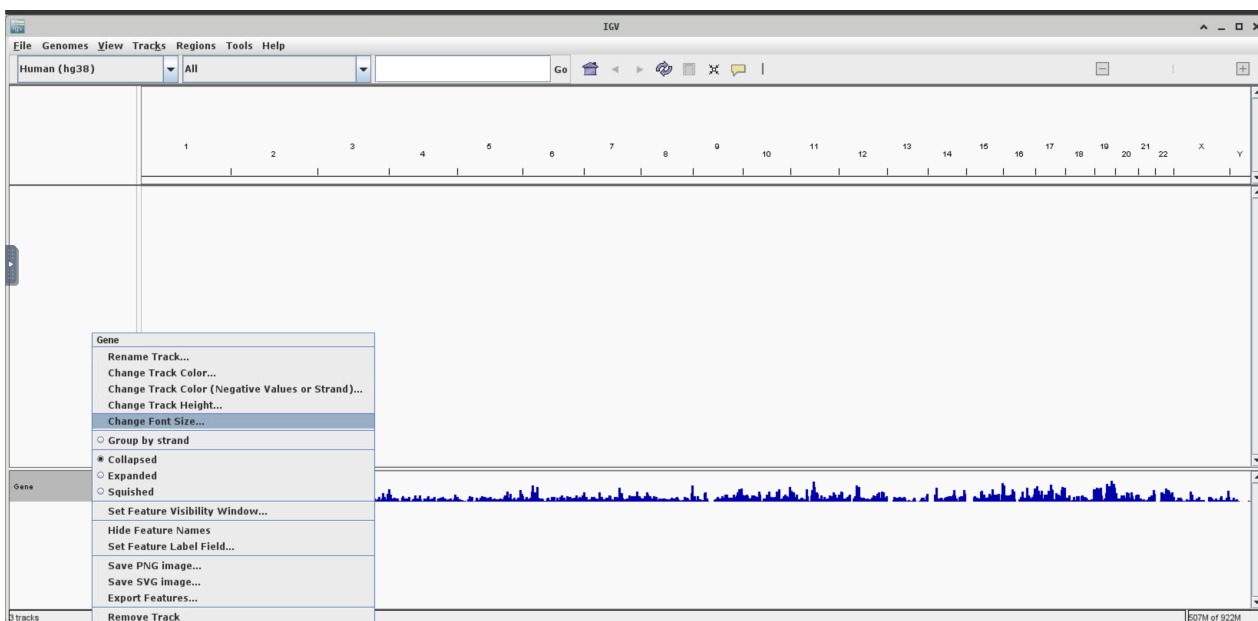 IGV
File Genomes View Tracks Regions Tools Help
Human (hg38) All Go
1 2 3 4 5 6 7 8 9 10 11 12 13 14 15 16 17 18 19 20 21 22 X Y
Gene
Rename Track...
Change Track Color...
Change Track Color (Negative Values or Strand)...
Change Track Height...
Change Font Size...
Group by strand
Collapsed
Expanded
Gene
Squished
Set Feature Visibility Window...
Hide Feature Names
Set Feature Label Field...
Save PNG image...
Save SVG image...
Export Features...
Remove Track
3 tracks 507M of 922M